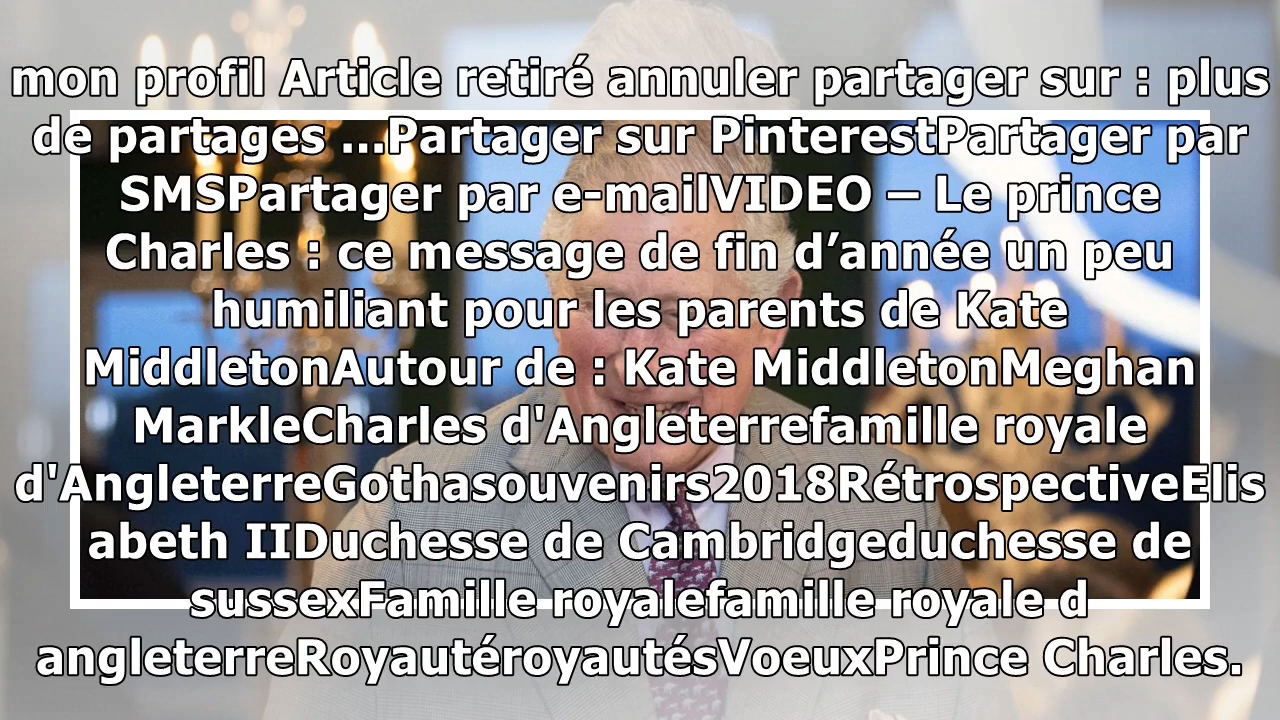 mon profil Article retiré annuler partager sur : plus
de partages ...Partager sur PinterestPartager par
SMSPartager par e-mailVIDEO – Le prince
Charles : ce message de fin d’année un peu
humiliant pour les parents de Kate
MiddletonAutour de : Kate MiddletonMeghan
MarkleCharles d'Angleterrefamille royale
d'AngleterreGothasouvenirs2018RétrospectiveElis
abeth IIDuchesse de Cambridgeduchesse de
sussexFamille royalefamille royale d
angleterreRoyautéroyautésVoeuxPrince Charles.